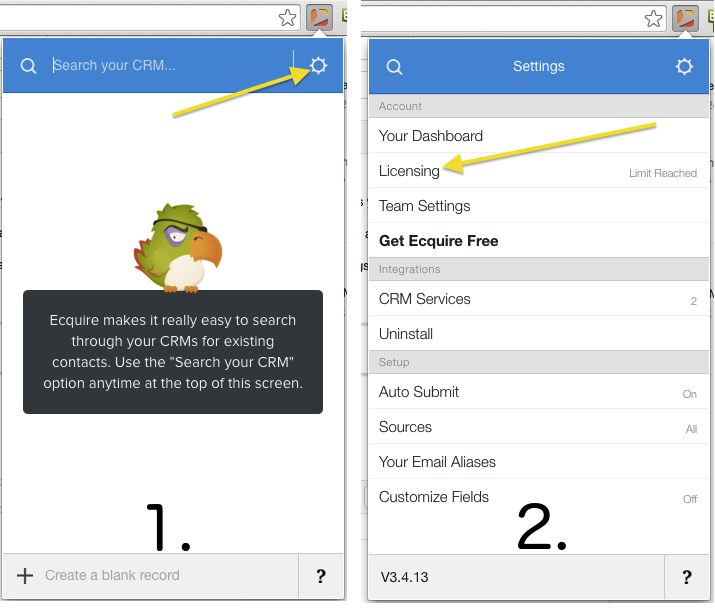 Search your CRM...
Ecquire makes it really easy to search
through your CRMs for existing
contacts. Use the "Search your CRM"
option anytime at the top of this screen.
1.
Create a blank record
?
Settings
Account
Your Dashboard
Licensing
Limit Reached
Team Settings
Get Ecquire Free
Integrations
CRM Services
2
Uninstall
Setup
Auto Submit
On
Sources
All
Your Email Aliases
Customize Fields
Off
2.
V3.4.13
?